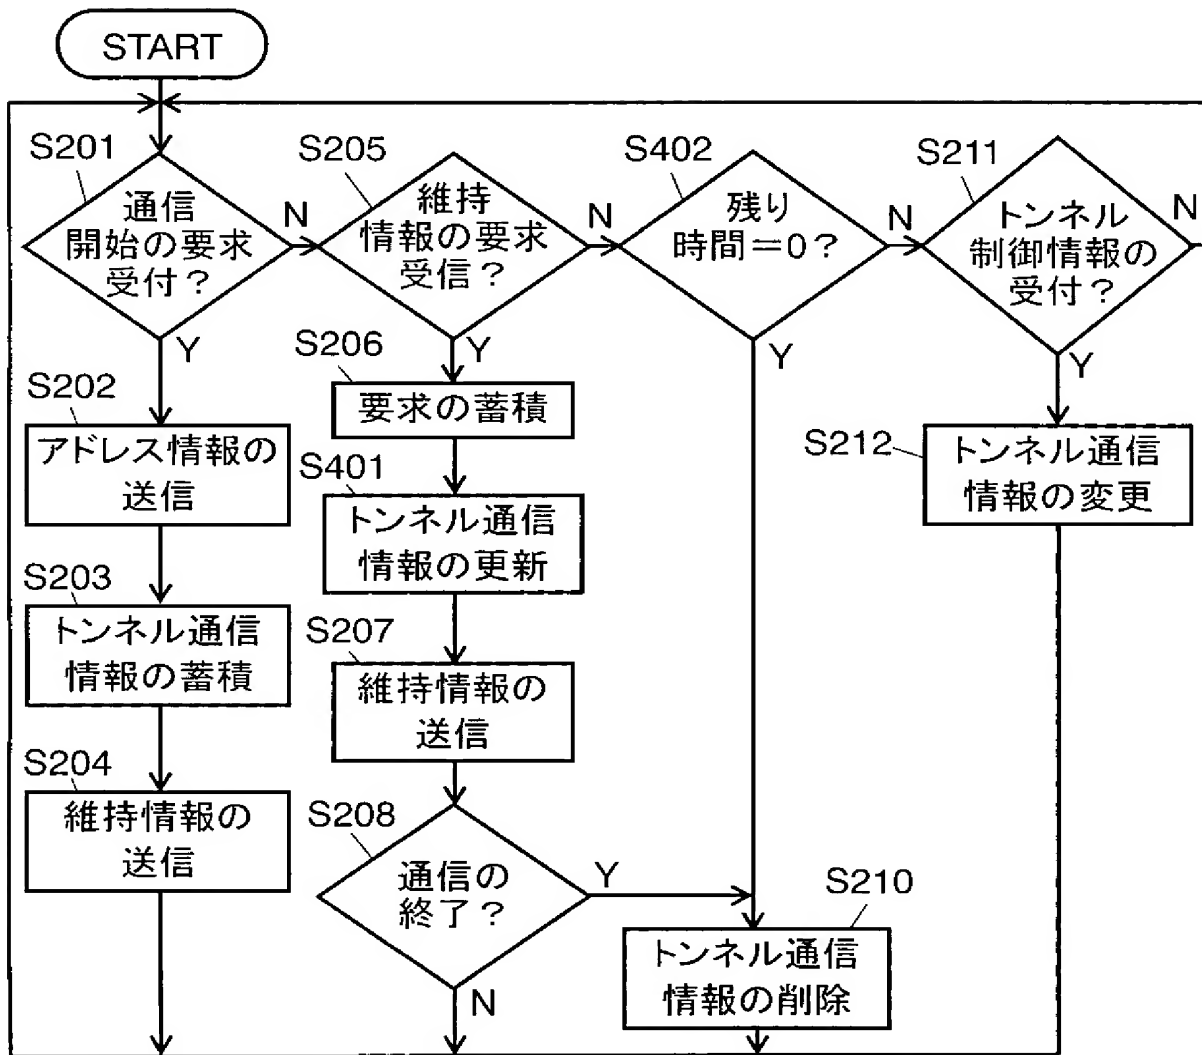 START
S201
通信
開始の要求
受付？
N
Y
S205
維持
情報の要求
受信？
N
Y
S402
残り
時間＝0？
N
Y
S211
トンネル
制御情報の
受付？
N
Y
S202
アドレス情報の
送信
S203
トンネル通信
情報の蓄積
S204
維持情報の
送信
S206
要求の蓄積
S401
トンネル通信
情報の更新
S207
維持情報の
送信
S208
通信の
終了？
Y
N
S210
トンネル通信
情報の削除
S212
トンネル通信
情報の変更